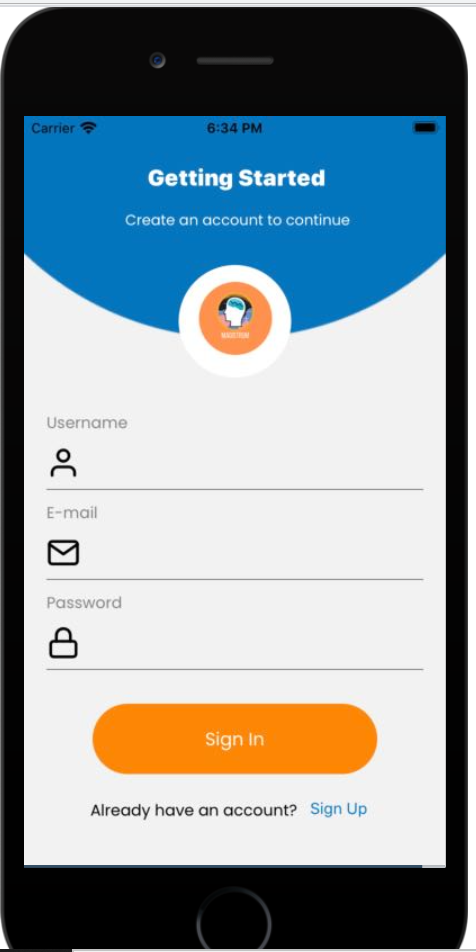 Carrier 6:34 PM
Getting Started
Create an account to continue
Username
E-mail
Password
Sign In
Already have an account? Sign Up